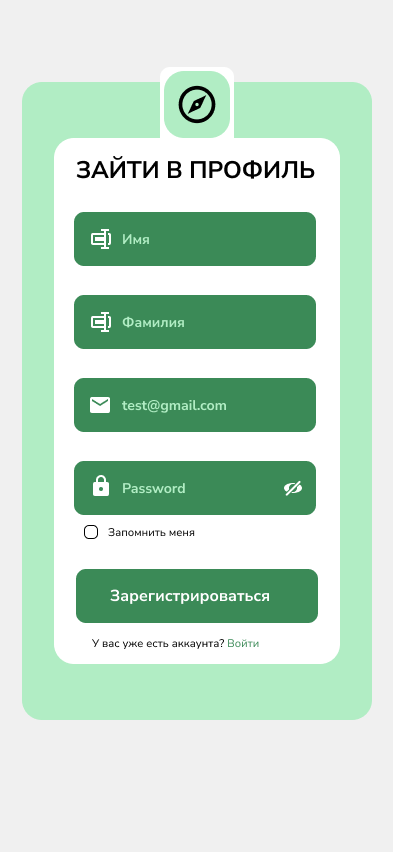 ЗАЙТИ В ПРОФИЛЬ
Имя
Фамилия
test@gmail.com
Password
Запомнить меня
Зарегистрироваться
У вас уже есть аккаунта? Войти